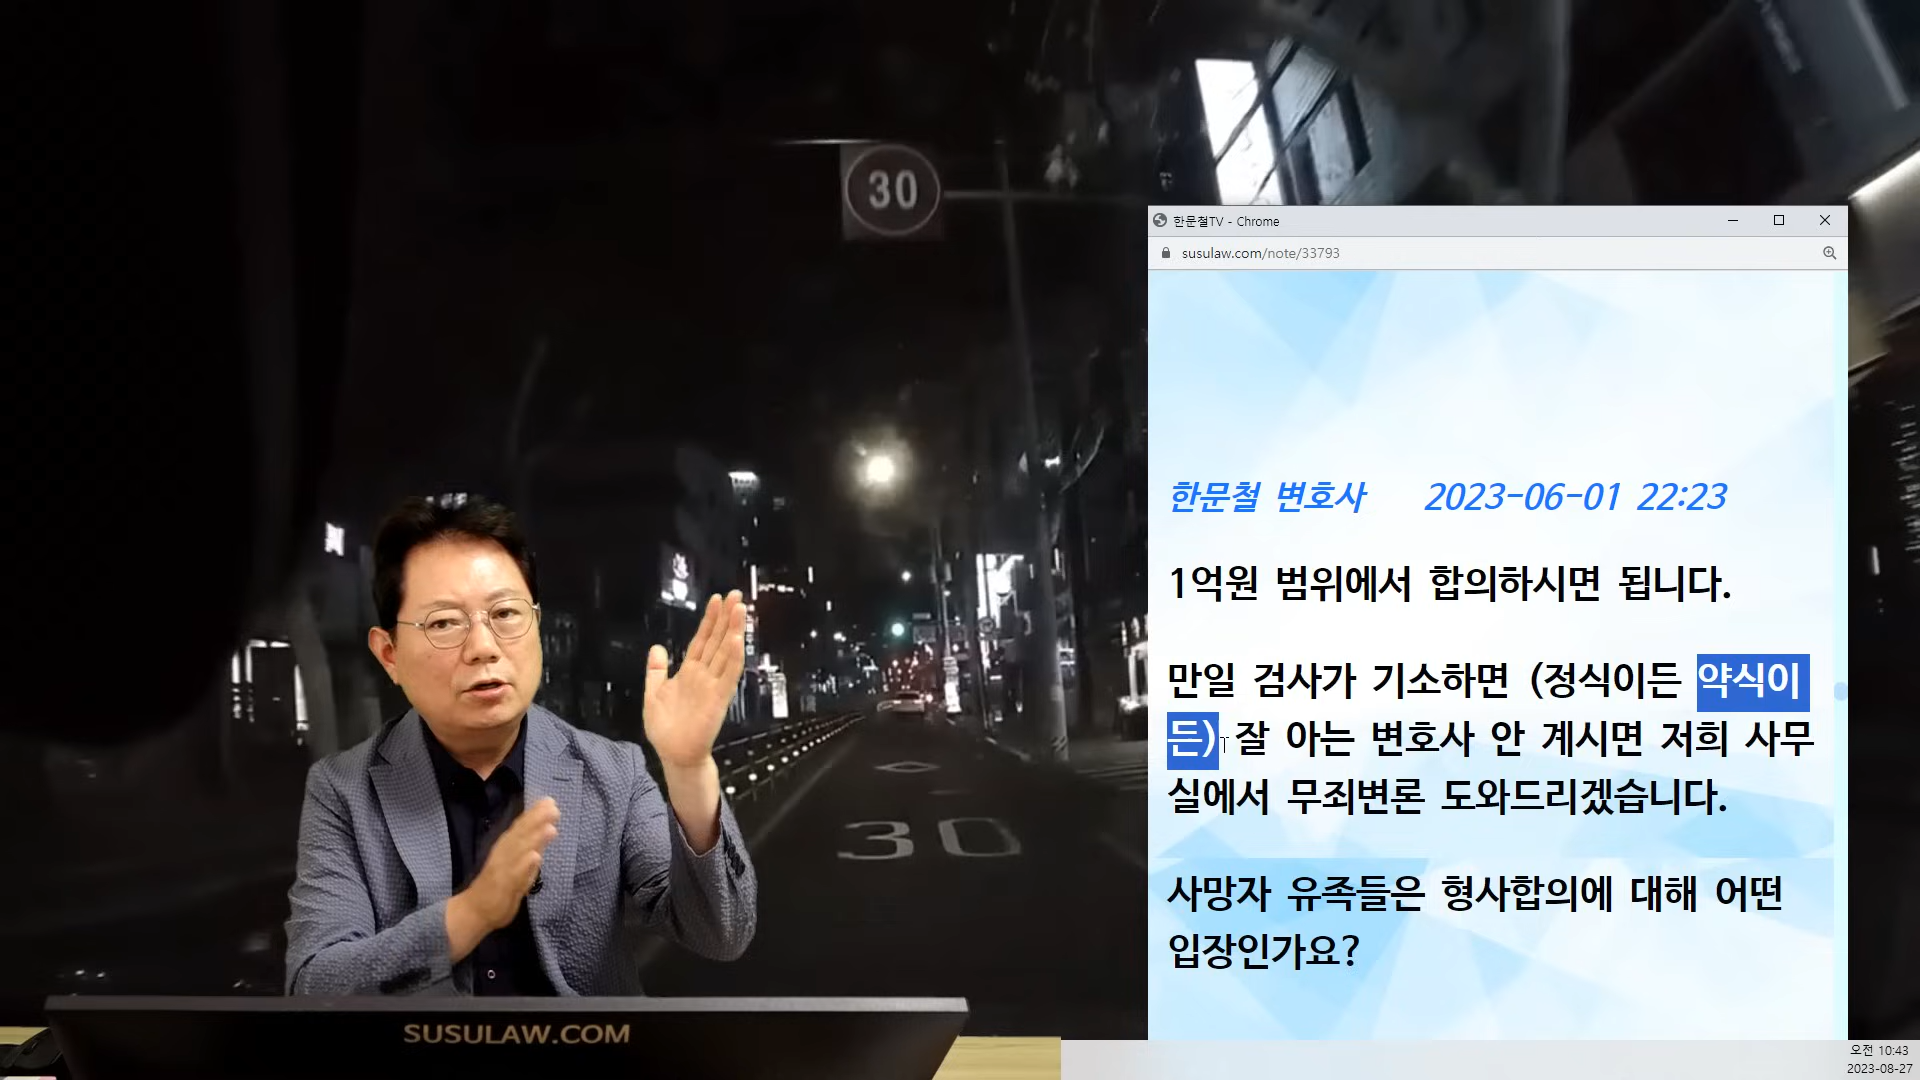 30
한문철TV - Chrome
susulaw.com/note/33793
한문철 변호사 2023-06-01 22:23
1억원 범위에서 합의하시면 됩니다.
만일 검사가 기소하면 (정식이든 약식이
든) 잘 아는 변호사 안 계시면 저희 사무
실에서 무죄변론 도와드리겠습니다.
사망자 유족들은 형사합의에 대해 어떤
입장인가요?
30
SUSULAW.COM
오전 10:43
2023-08-27